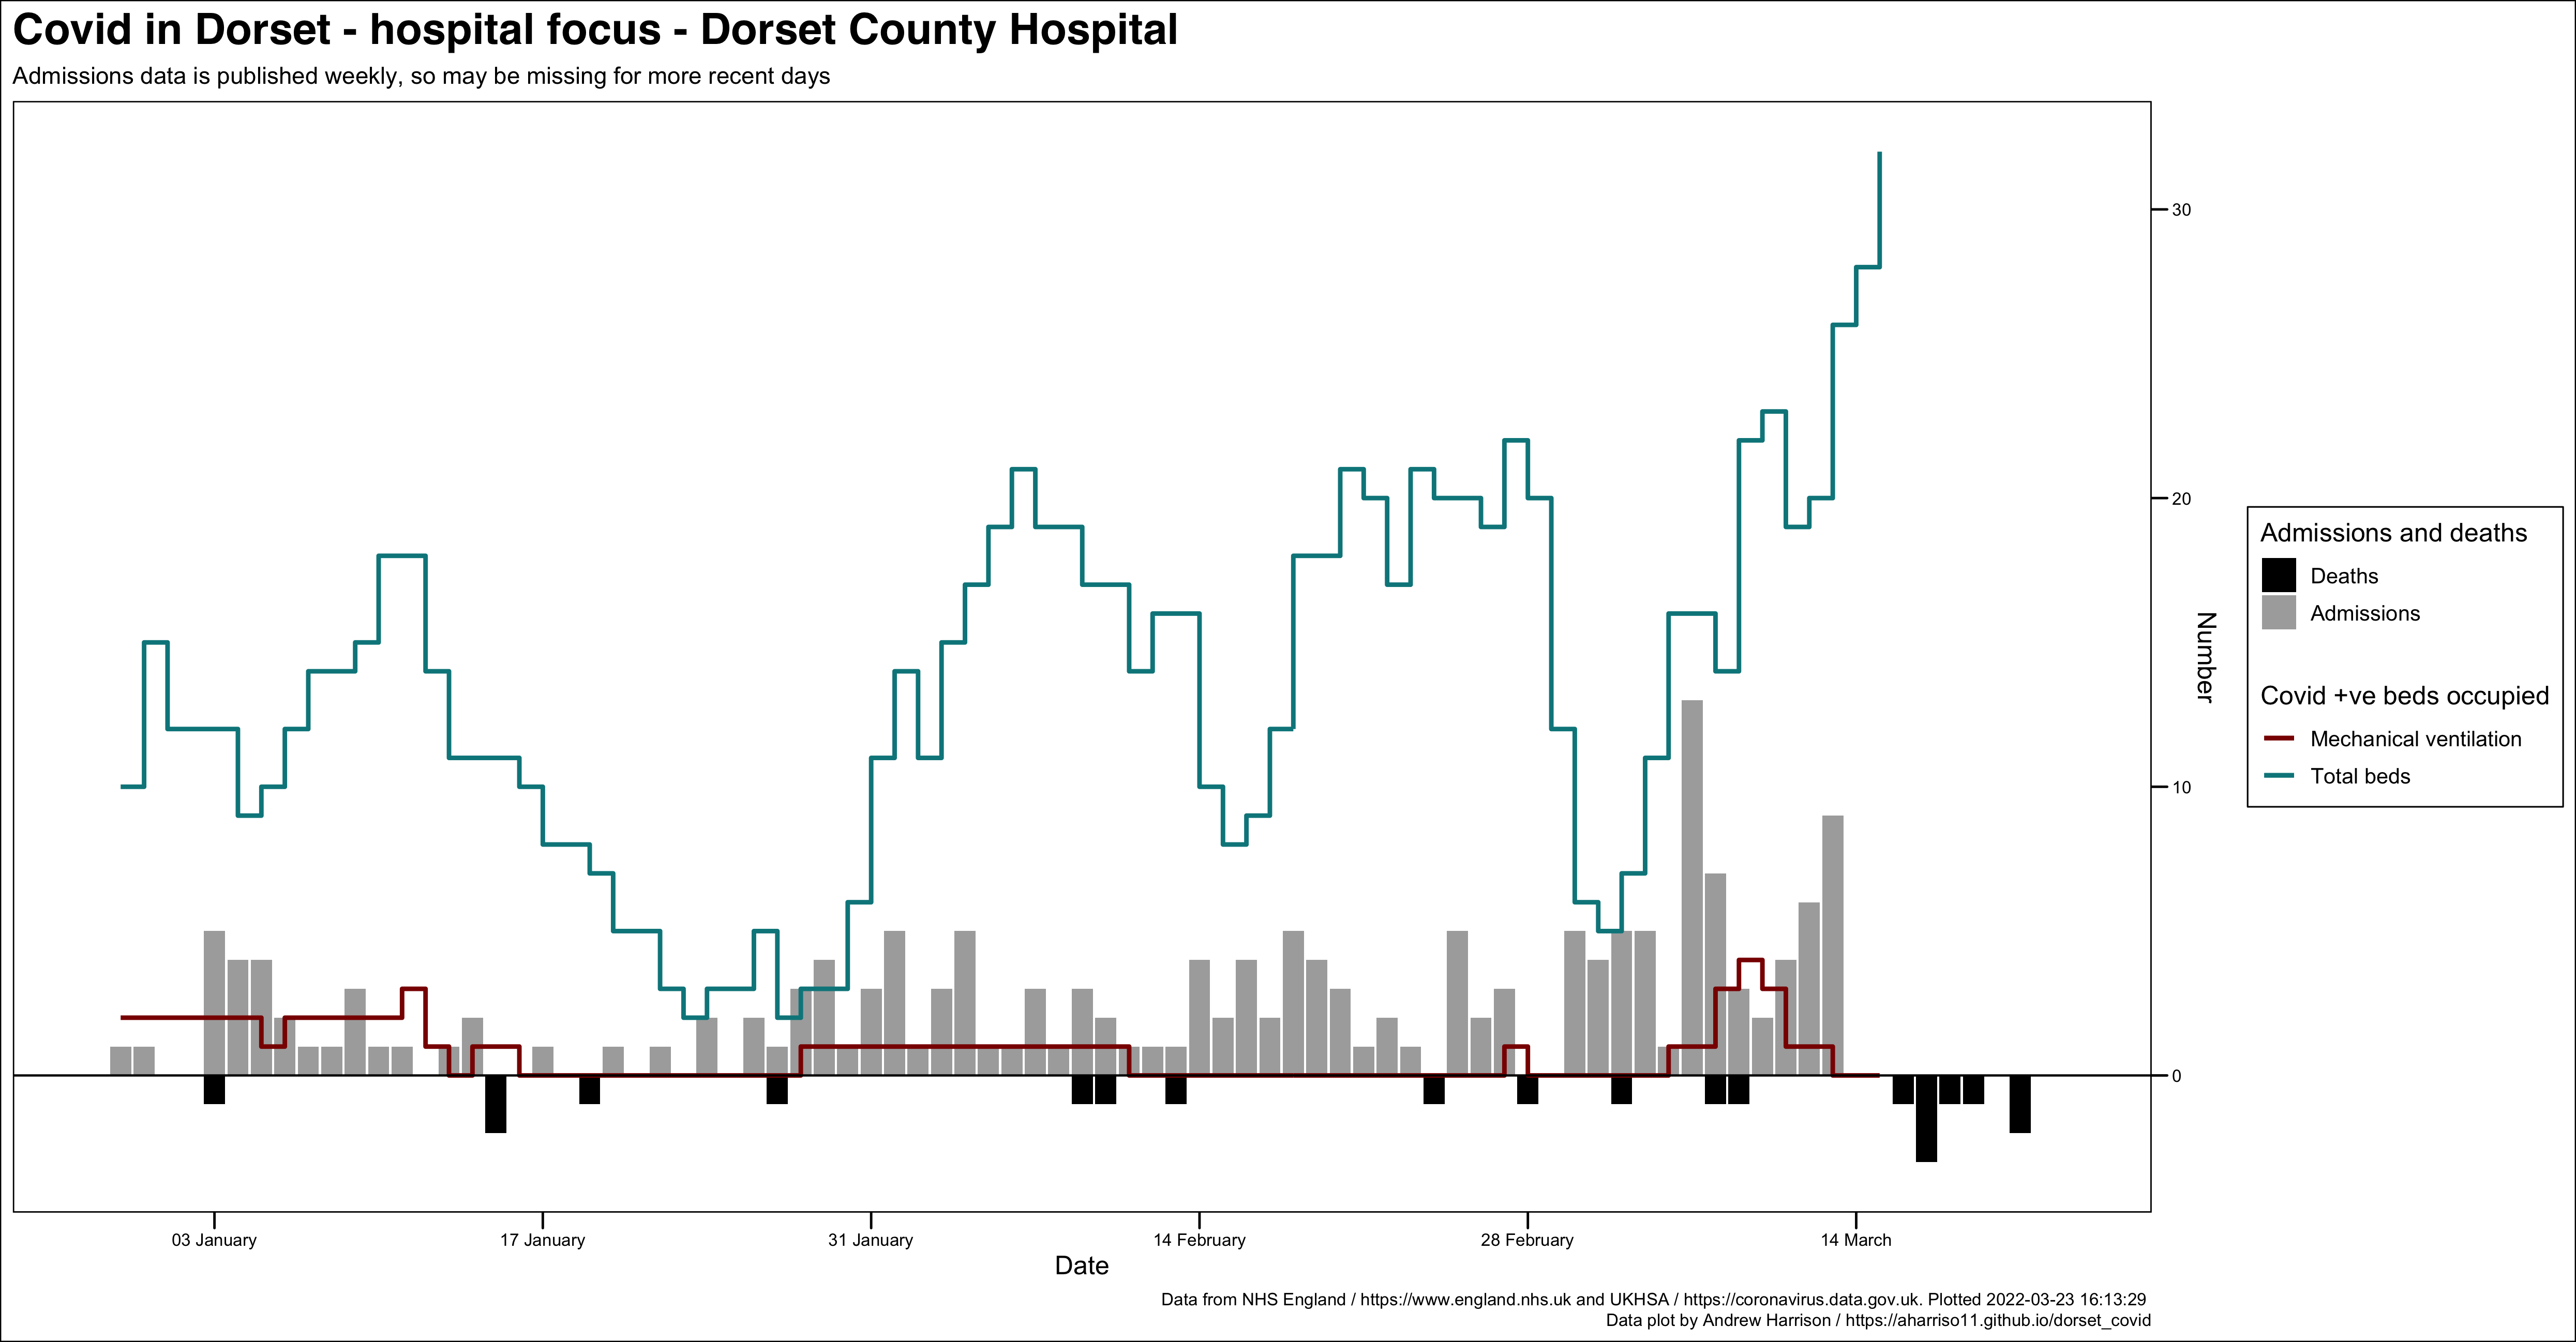 Covid in Dorset - hospital focus - Dorset County Hospital
Admissions data is published weekly, so may be missing for more recent days
30
20
10
0
Number
Admissions and deaths
Deaths
Admissions
Covid +ve beds occupied
Mechanical ventilation
Total beds
03 January
17 January
31 January
14 February
28 February
14 March
Date
Data from NHS England / https://www.england.nhs.uk and UKHSA / https://coronavirus.data.gov.uk. Plotted 2022-03-23 16:13:29
Data plot by Andrew Harrison / https://aharriso11.github.io/dorset_covid